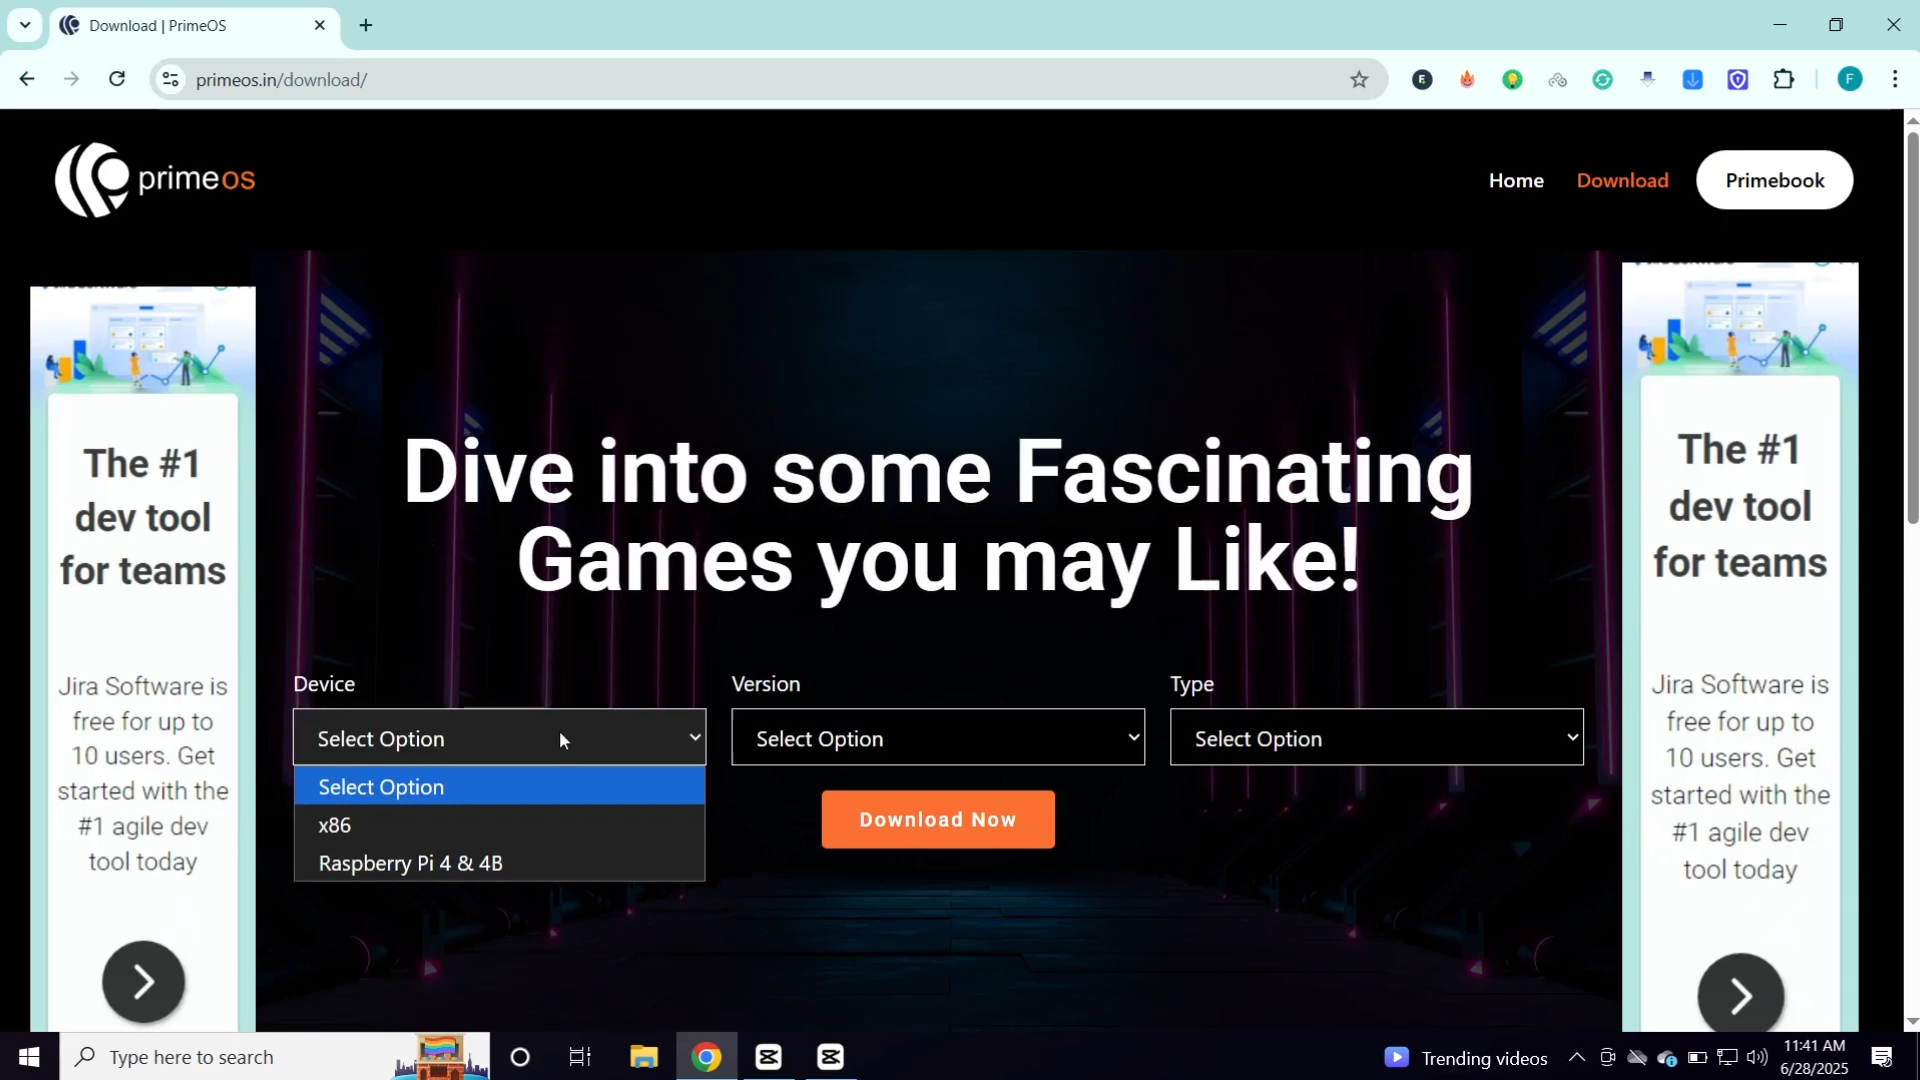 Download | PrimeOS
primeos.in/download/
F
primeos
Home
Download
Primebook
The #1
dev tool
for teams
Jira Software is
free for up to
10 users. Get
started with the
#1 agile dev
tool today
Dive into some Fascinating
Games you may Like!
Device
Version
Type
Select Option
Select Option
Select Option
Select Option
x86
Raspberry Pi 4 & 4B
Download Now
The #1
dev tool
for teams
Jira Software is
free for up to
10 users. Get
started with the
#1 agile dev
tool today
Type here to search
Trending videos
11:41 AM
6/28/2025